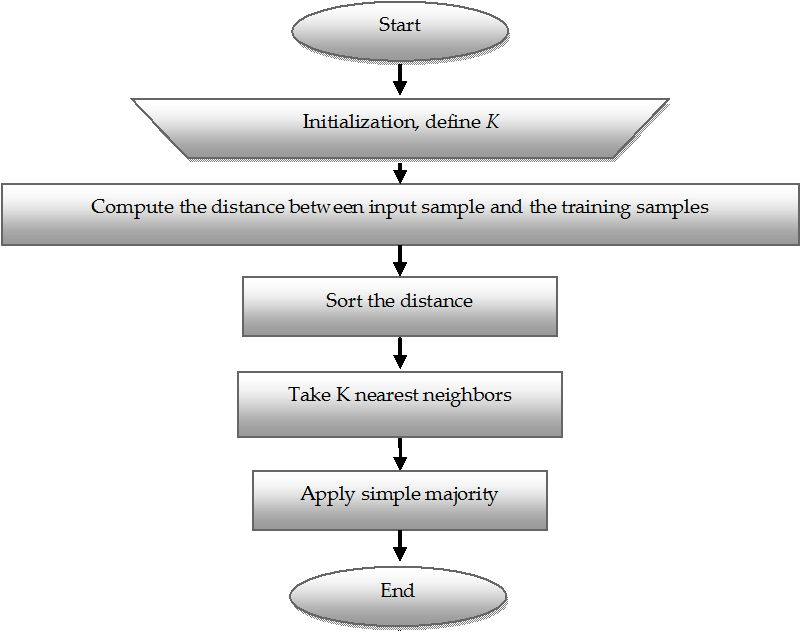 Start
Initialization, define K
Compute the distance between input sample and the training samples
Sort the distance
Take K nearest neighbors
Apply simple majority
End